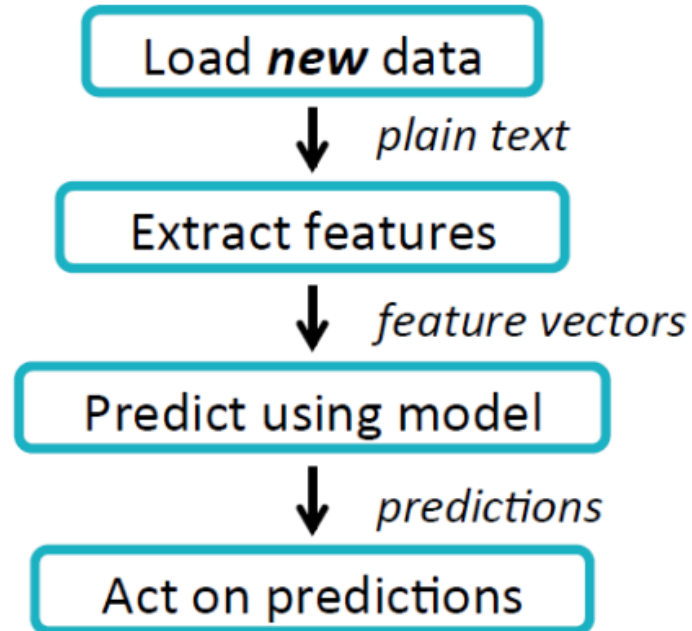 Load new data
plain text
Extract features
feature vectors
Predict using model
predictions
Act on predictions